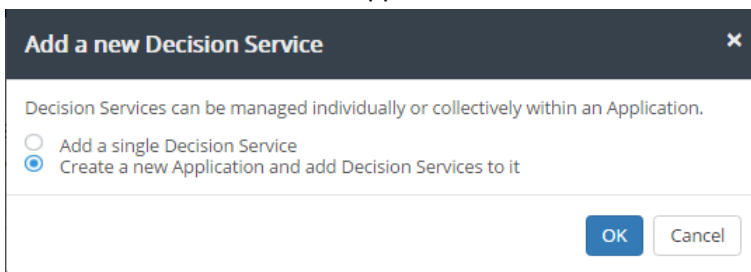 Add a new Decision Service ×
Decision Services can be managed individually or collectively within an Application.
Add a single Decision Service
Create a new Application and add Decision Services to it
OK Cancel